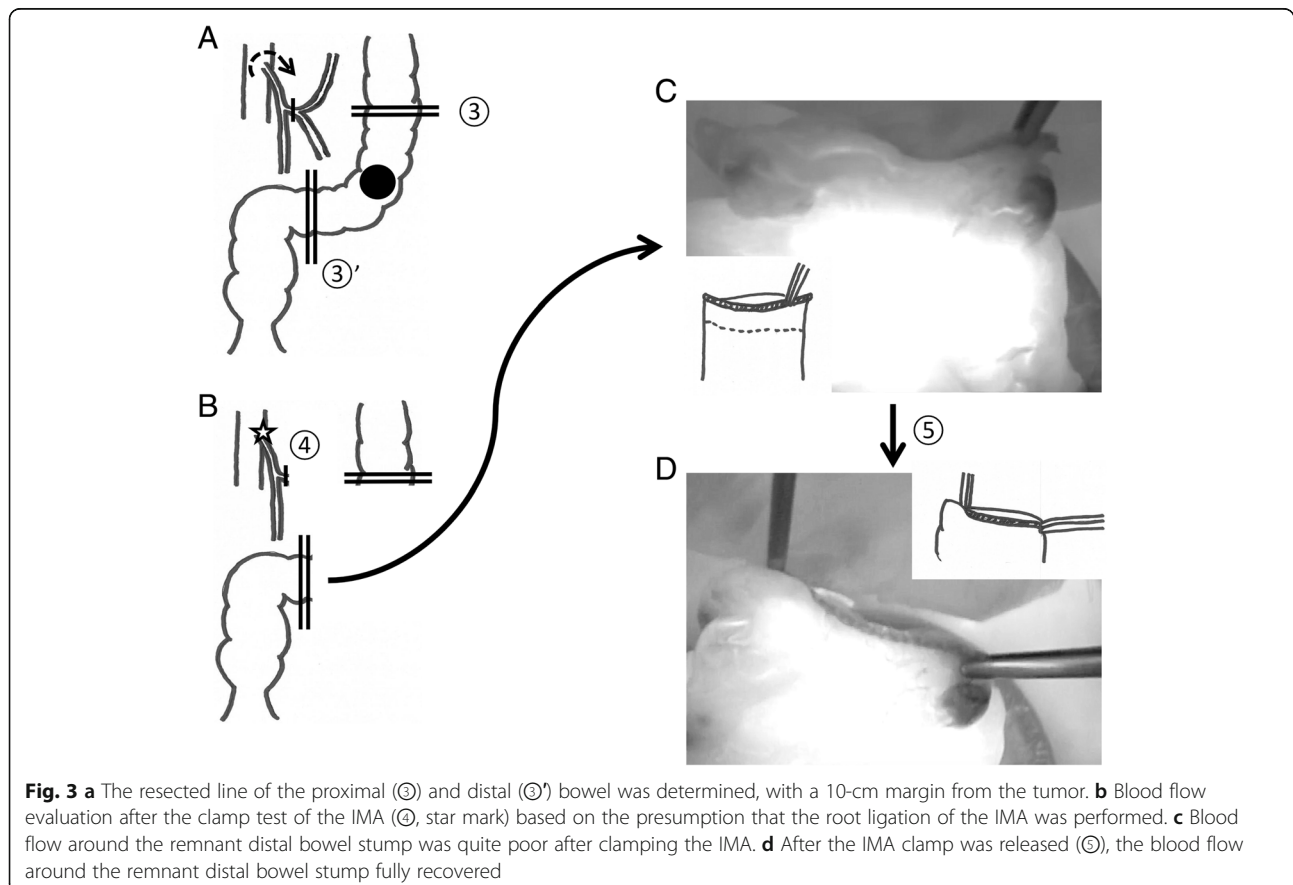 A
③
C
③’
B
④
⑤
D
Fig. 3 a The resected line of the proximal (③) and distal (③’) bowel was determined, with a 10-cm margin from the tumor. b Blood flow
evaluation after the clamp test of the IMA (④, star mark) based on the presumption that the root ligation of the IMA was performed. c Blood
flow around the remnant distal bowel stump was quite poor after clamping the IMA. d After the IMA clamp was released (⑤), the blood flow
around the remnant distal bowel stump fully recovered